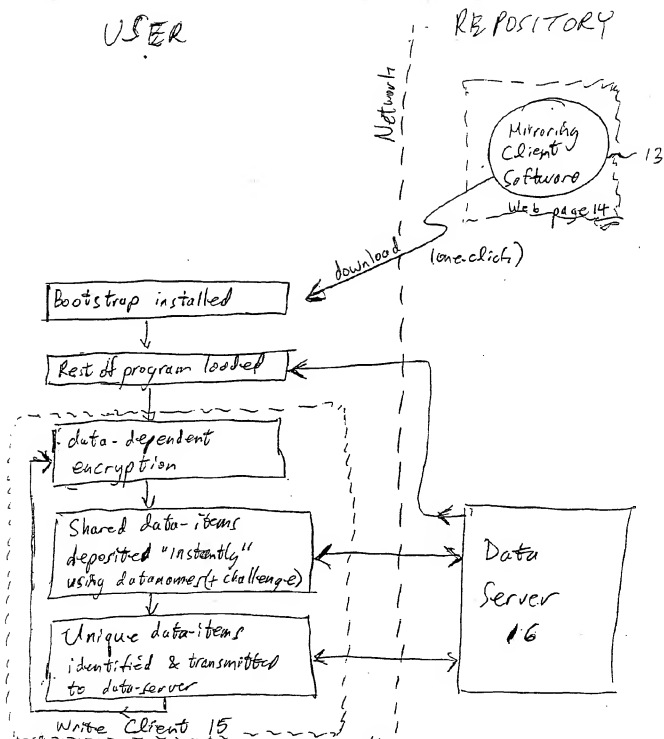 USER
REPOSITORY
Network
Mirroring
Client
Software
13
Web page 14
download
(one-click)
Bootstrap installed
Rest of program loaded
data-dependent
encryption
Shared data-items
deposited "instantly"
using datanames (+ challenge)
Unique data-items
identified & transmitted
to data-server
Write Client 15
Data
Server
16